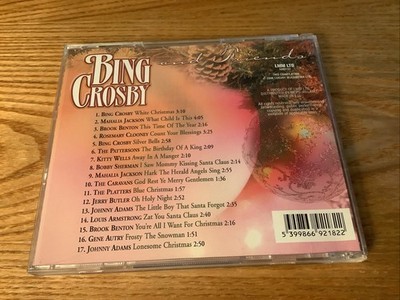 BING
CROSBY
and Friends
1. BING CROSBY White Christmas 3:10
2. MAHALIA JACKSON What Child Is This 4:05
3. BROOK BENTON This Time Of The Year 2:14
4. ROSEMARY CLOONEY Count Your Blessings 3:25
5. BING CROSBY Silver Bells 2:58
6. THE PATTERSONS The Birthday Of A King 2:09
7. KITTY WELLS Away In A Manger 2:10
8. BOBBY SHERMAN I Saw Mommy Kissing Santa Claus 2:14
9. MAHALIA JACKSON Hark The Herald Angels Sing 2:55
10. THE CARAVANS God Rest Ye Merry Gentlemen 1:36
11. THE PLATTERS Blue Christmas 1:57
12. JERRY BUTLER Oh Holy Night 2:52
13. JOHNNY ADAMS The Little Boy That Santa Forgot 2:35
14. LOUIS ARMSTRONG Zat You Santa Claus 2:40
15. BROOK BENTON You're All I Want For Christmas 2:16
16. GENE AUTRY Frosty The Snowman 1:51
17. JOHNNY ADAMS Lonesome Christmas 2:50
LMM LTD
5 399866 921822